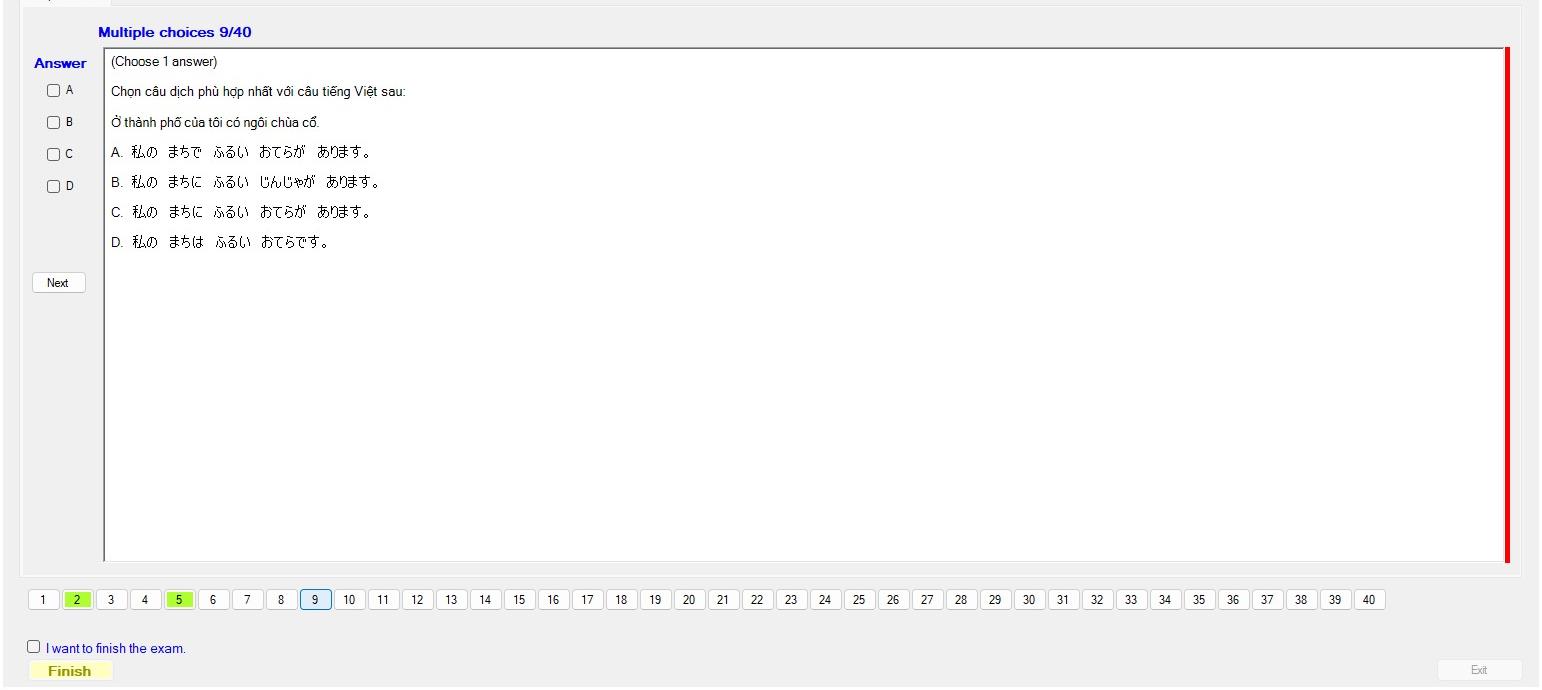 Multiple choices 9/40
Answer
(Choose 1 answer)
A
Chọn câu dịch phù hợp nhất với câu tiếng Việt sau:
B
Ở thành phố của tôi có ngôi chùa cổ.
C
A. 私の まちで ふるい おてらが あります。
D
B. 私の まちに ふるい じんじゃが あります。
C. 私の まちに ふるい おてらが あります。
D. 私の まちは ふるい おてらです。
Next
1 2 3 4 5 6 7 8 9 10 11 12 13 14 15 16 17 18 19 20 21 22 23 24 25 26 27 28 29 30 31 32 33 34 35 36 37 38 39 40
I want to finish the exam.
Finish
Exit